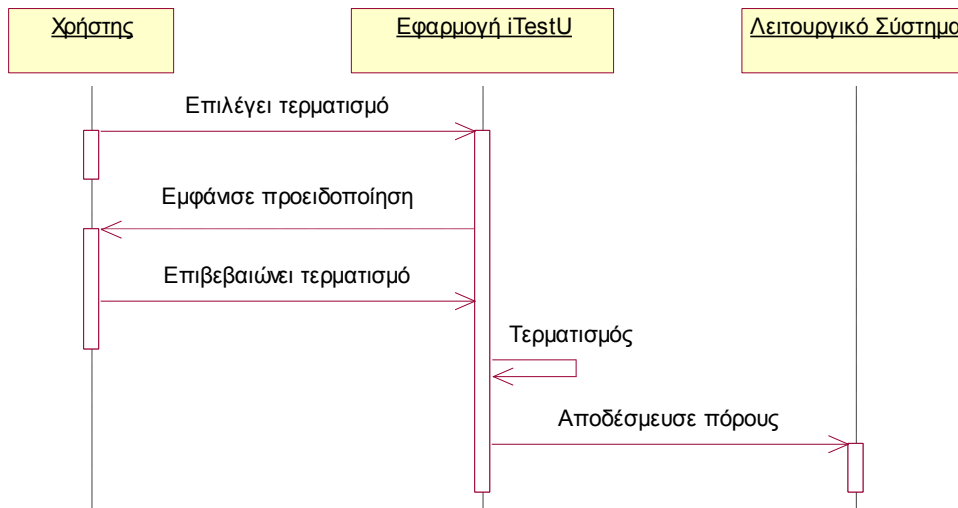 Χρήστης
Εφαρμογή iTestU
Λειτουργικό Σύστημα
Επιλέγει τερματισμό
Εμφάνισε προειδοποίηση
Επιβεβαιώνει τερματισμό
Τερματισμός
Αποδέσμευσε πόρους